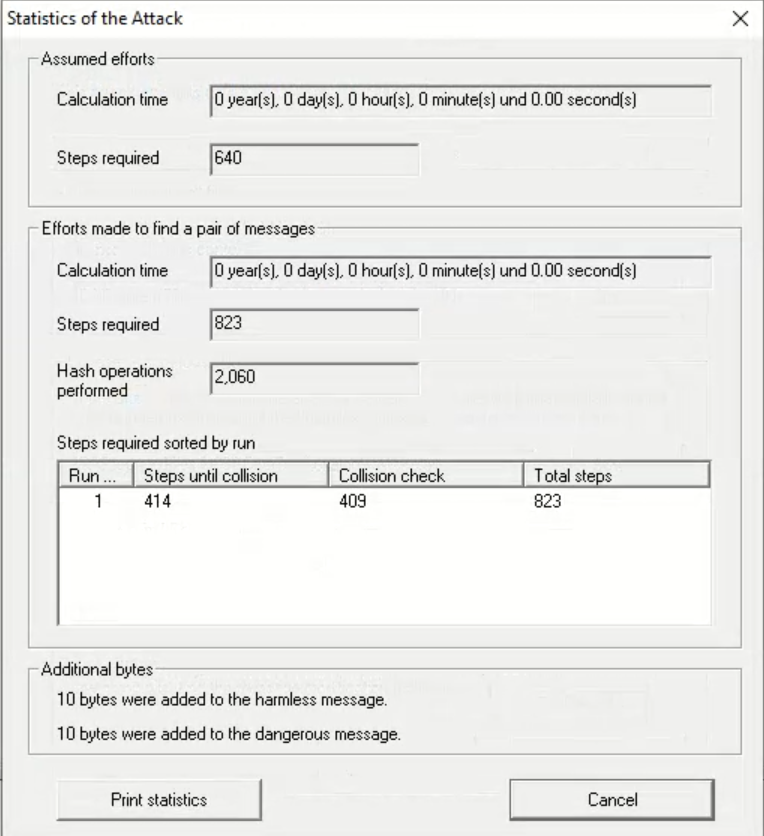 Statistics of the Attack
Assumed efforts
Calculation time 0 year(s), 0 day(s), 0 hour(s), 0 minute(s) und 0.00 second(s)
Steps required 640
Efforts made to find a pair of messages
Calculation time 0 year(s), 0 day(s), 0 hour(s), 0 minute(s) und 0.00 second(s)
Steps required 823
Hash operations
performed 2,060
Steps required sorted by run
Run ... Steps until collision Collision check Total steps
1 414 409 823
Additional bytes
10 bytes were added to the harmless message.
10 bytes were added to the dangerous message.
Print statistics Cancel